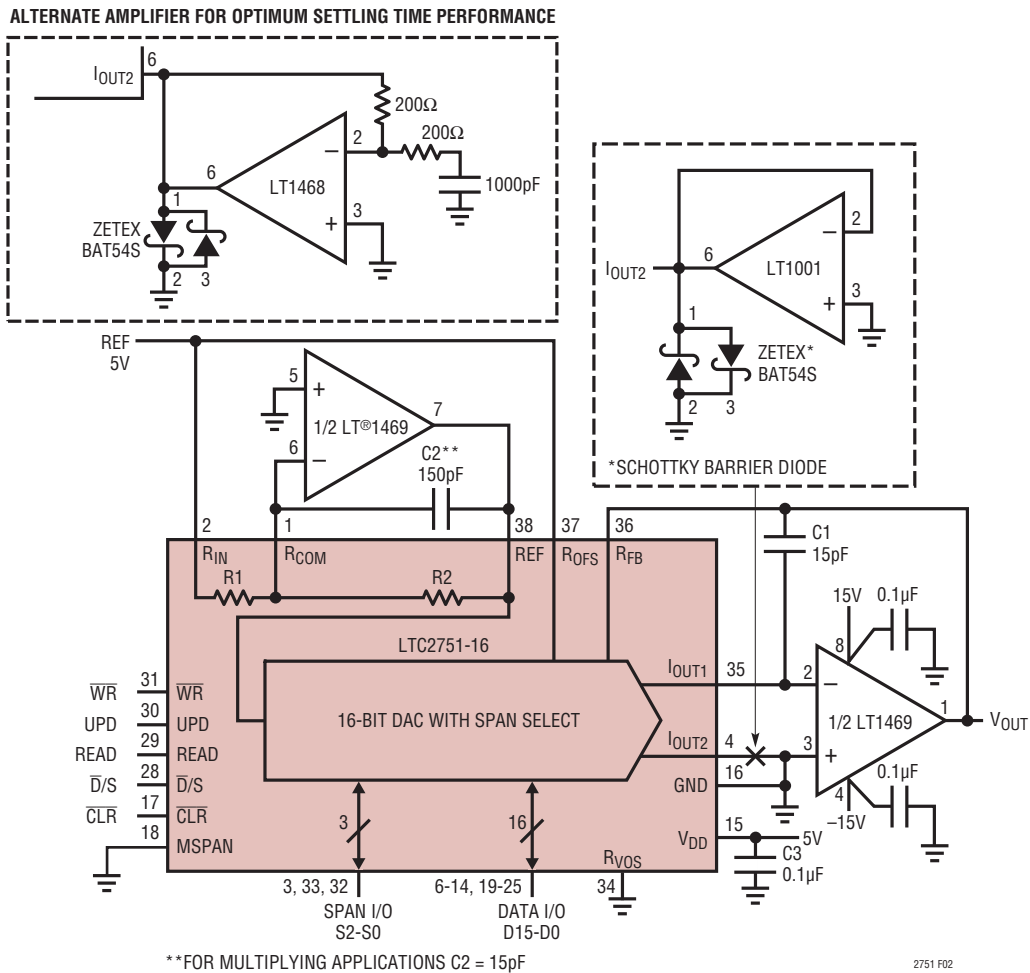 ALTERNATE AMPLIFIER FOR OPTIMUM SETTLING TIME PERFORMANCE
IOUT2
6
200Ω
200Ω
2
–
6
LT1468
1000pF
1
3
+
ZETEX
BAT54S
2 3
2
–
IOUT2
6
LT1001
3
+
1
ZETEX*
BAT54S
2 3
*SCHOTTKY BARRIER DIODE
REF
5V
5
+
1/2 LT®1469
7
6
–
C2**
150pF
2 1 38 37 36
RIN RCOM REF ROFS RFB
R1 R2
C1
15pF
LTC2751-16
15V
0.1µF
8
WR 31 WR
UPD 30 UPD
READ 29 READ
D/S 28 D/S
CLR 17 CLR
18 MSPAN
16-BIT DAC WITH SPAN SELECT
IOUT1 35
2
–
1/2 LT1469
1
VOUT
IOUT2 4
3
+
GND 16
0.1µF
4
–15V
VDD 15
5V
C3
0.1µF
3
16
RVOS
34
3, 33, 32
SPAN I/O
S2-S0
6-14, 19-25
DATA I/O
D15-D0
**FOR MULTIPLYING APPLICATIONS C2 = 15pF
2751 F02